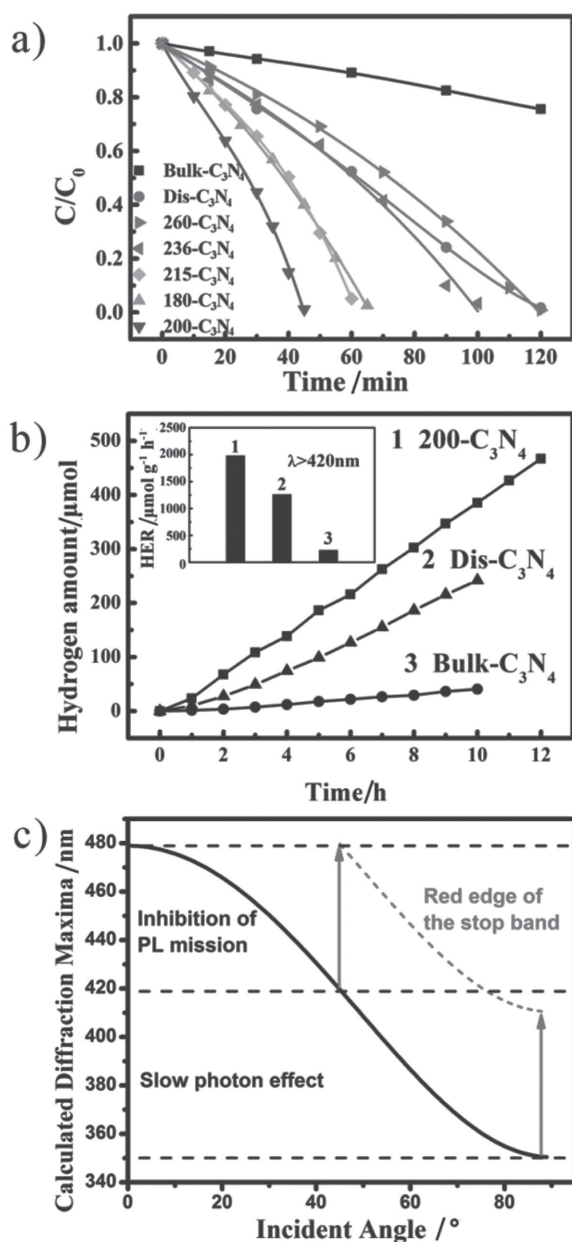 a)
1.0
0.8
0.6
0.4
0.2
0.0
C/C₀
Bulk-C₃N₄
Dis-C₃N₄
260-C₃N₄
236-C₃N₄
215-C₃N₄
180-C₃N₄
200-C₃N₄
0 20 40 60 80 100 120
Time /min
b)
500
400
300
200
100
0
Hydrogen amount/μmol
2500
2000
1500
1000
500
0
HER /μmol g⁻¹ h⁻¹
λ>420nm
1
2
3
1 200-C₃N₄
2 Dis-C₃N₄
3 Bulk-C₃N₄
0 2 4 6 8 10 12
Time/h
c)
480
460
440
420
400
380
360
340
Calculated Diffraction Maxima /nm
Inhibition of
PL mission
Red edge of
the stop band
Slow photon effect
0 20 40 60 80
Incident Angle / °